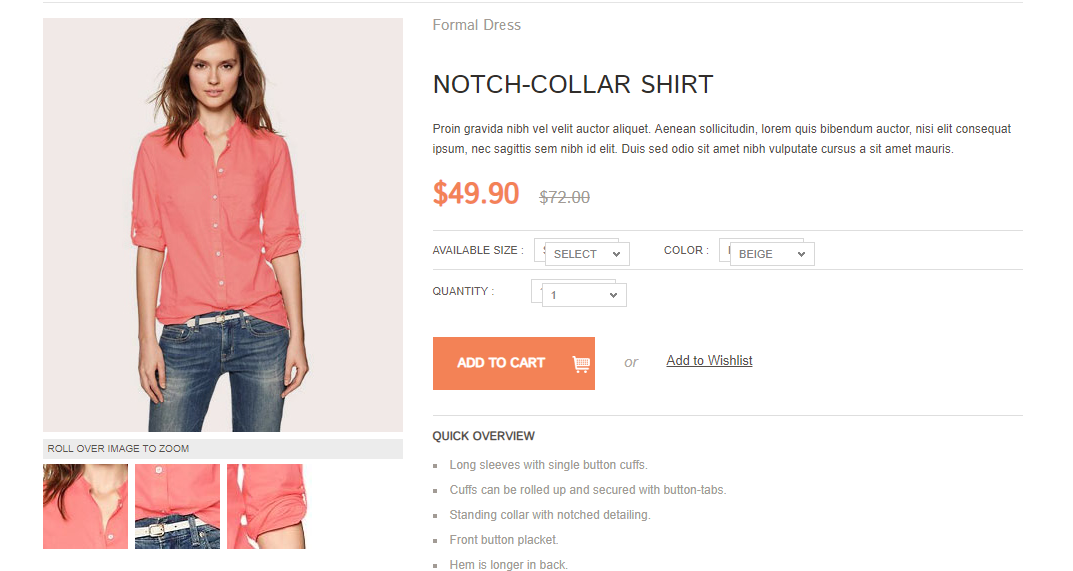 Formal Dress
NOTCH-COLLAR SHIRT
Proin gravida nibh vel velit auctor aliquet. Aenean sollicitudin, lorem quis bibendum auctor, nisi elit consequat
ipsum, nec sagittis sem nibh id elit. Duis sed odio sit amet nibh vulputate cursus a sit amet mauris.
$49.90 $72.00
AVAILABLE SIZE : SELECT COLOR : BEIGE
QUANTITY : 1
ADD TO CART or Add to Wishlist
ROLL OVER IMAGE TO ZOOM
QUICK OVERVIEW
Long sleeves with single button cuffs.
Cuffs can be rolled up and secured with button-tabs.
Standing collar with notched detailing.
Front button placket.
Hem is longer in back.